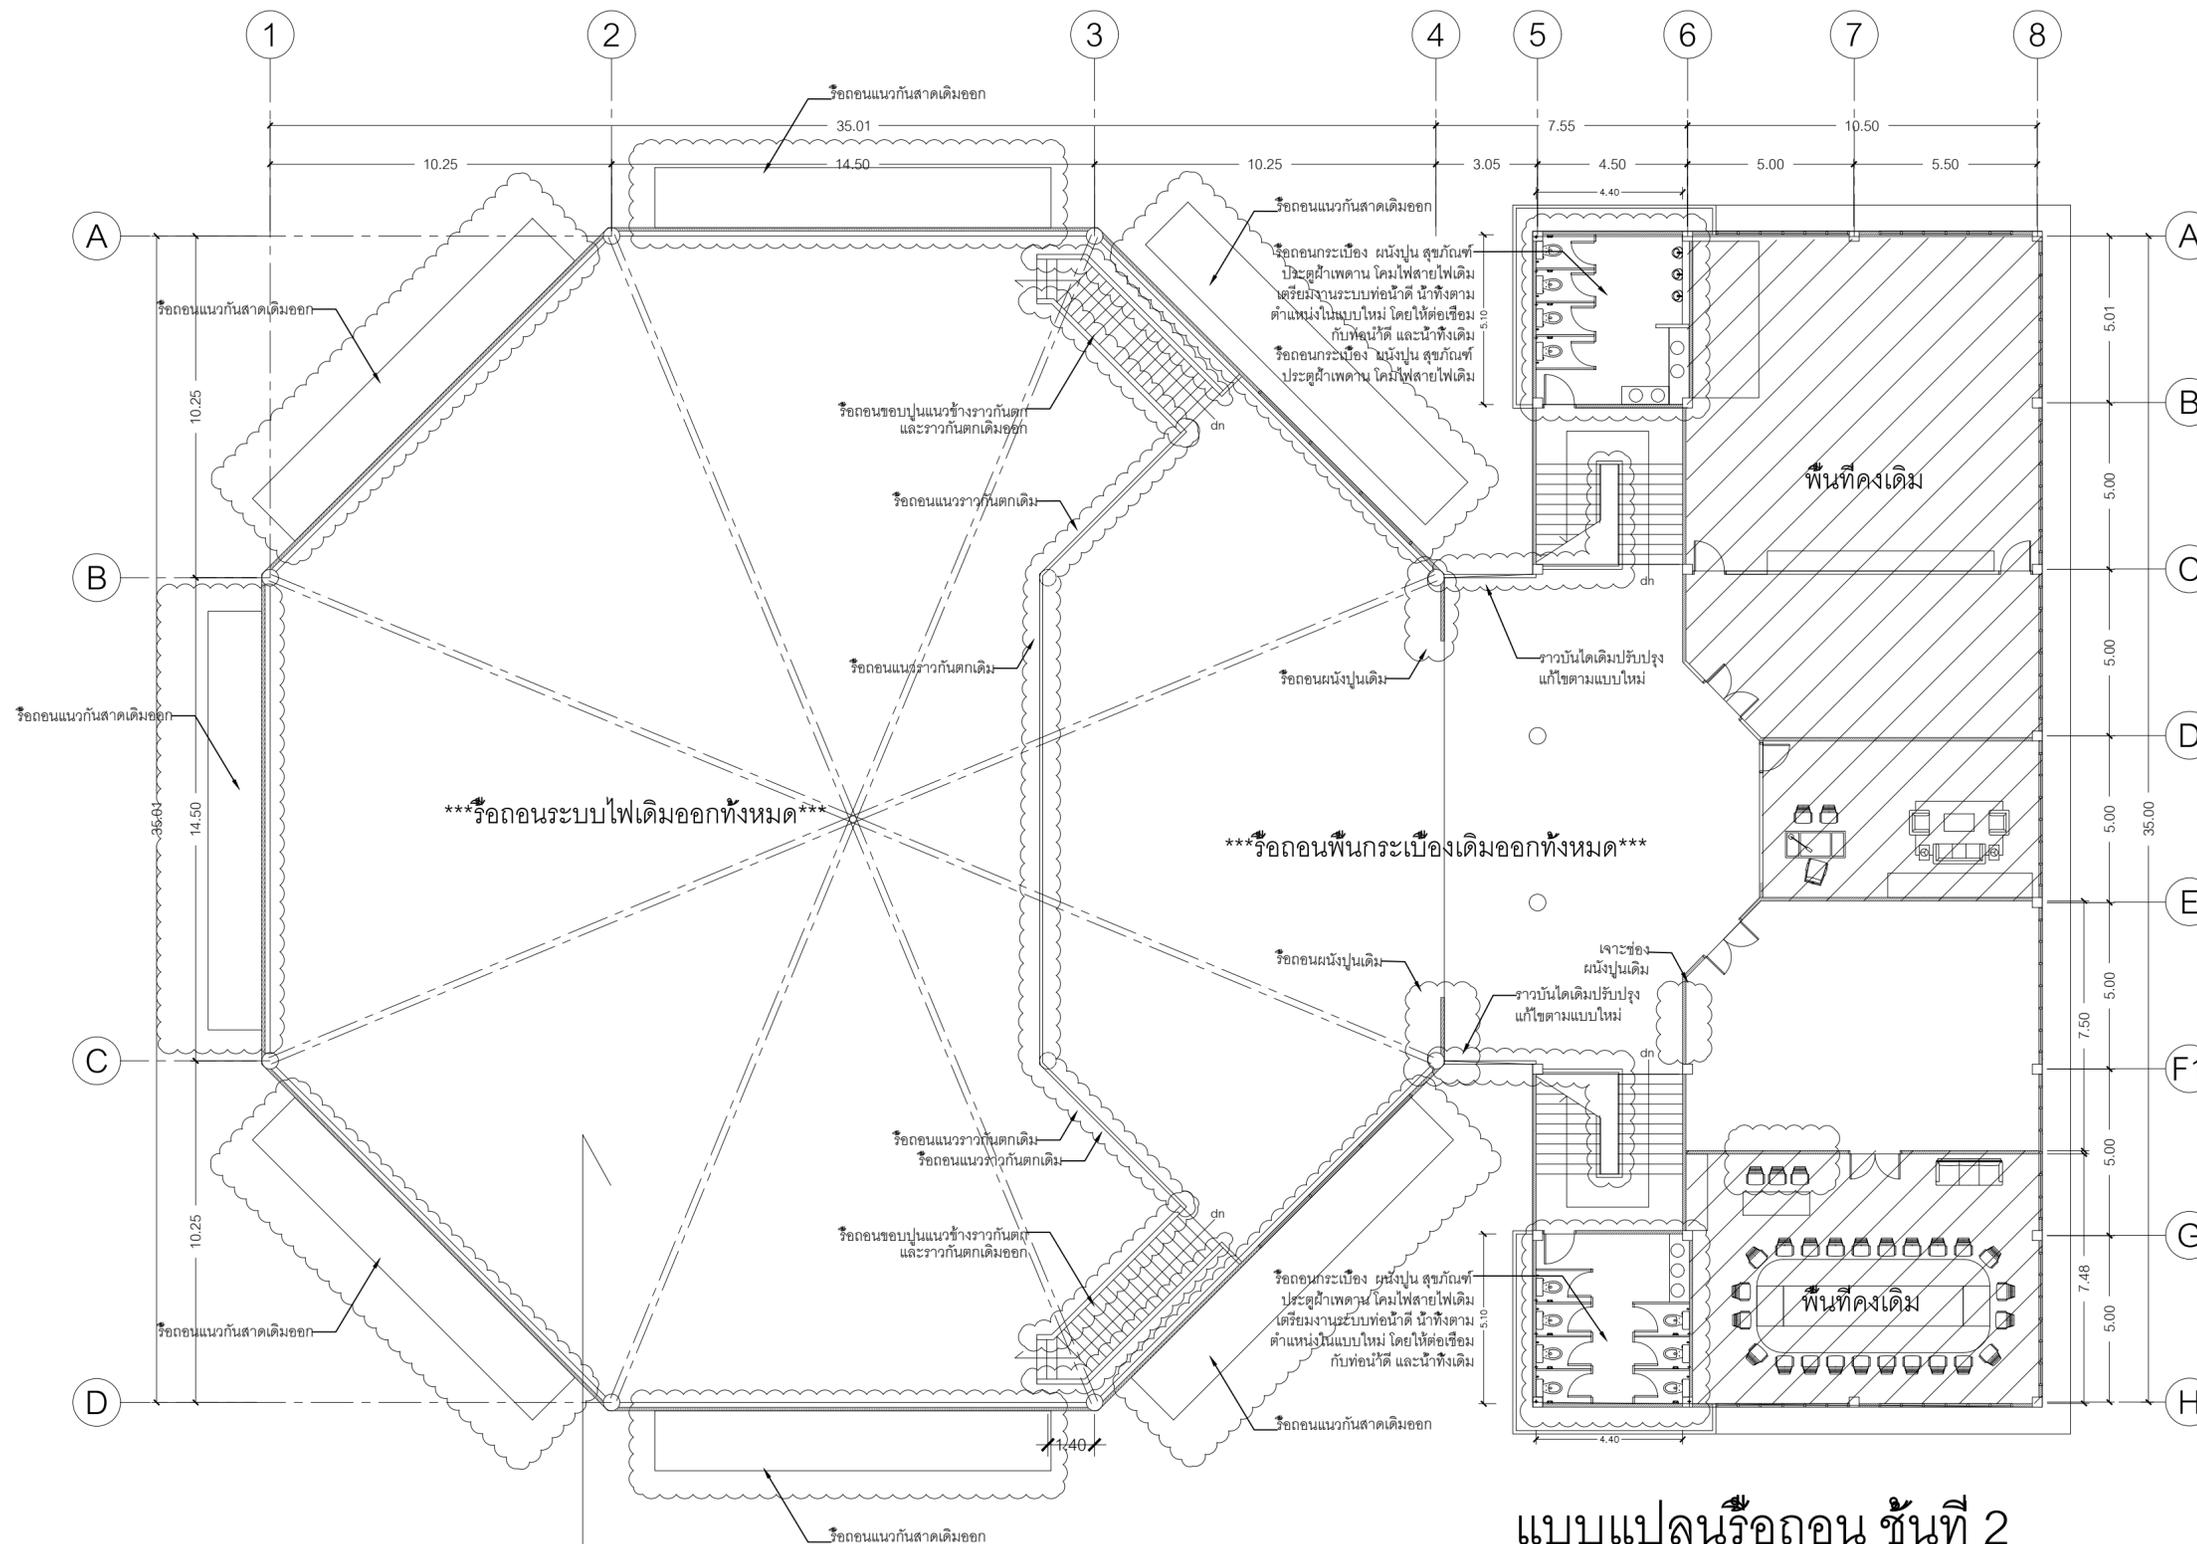 1 2 3 4 5 6 7 8
รื้อถอนแนวกันสาดเดิมออก
35.01 7.55 10.50
10.25 14.50 10.25 3.05 4.50 5.00 5.50
4.40
รื้อถอนแนวกันสาดเดิมออก
A A
รื้อถอนกระเบื้อง ผนังปูน สุขภัณฑ์
ประตูฝ้าเพดาน โคมไฟสายไฟเดิม
เตรียมงานระบบท่อน้ำดี น้ำทิ้งตาม
ตำแหน่งในแบบใหม่ โดยให้ต่อเชื่อม
กับท่อน้ำดี และน้ำทิ้งเดิม
รื้อถอนกระเบื้อง ผนังปูน สุขภัณฑ์
ประตูฝ้าเพดาน โคมไฟสายไฟเดิม
5.10
5.01
รื้อถอนแนวกันสาดเดิมออก
10.25
รื้อถอนขอบปูนแนวข้างราวกันตก
และราวกันตกเดิมออก
dn
B
พื้นที่คงเดิม
5.00
รื้อถอนแนวราวกันตกเดิม
B
C
dn
รื้อถอนแนวราวกันตกเดิม
รื้อถอนผนังปูนเดิม
ราวบันไดเดิมปรับปรุง
แก้ไขตามแบบใหม่
5.00
รื้อถอนแนวกันสาดเดิมออก
D
35.01
14.50
***รื้อถอนระบบไฟเดิมออกทั้งหมด***
***รื้อถอนพื้นกระเบื้องเดิมออกทั้งหมด***
5.00
35.00
E
เจาะช่อง
ผนังปูนเดิม
รื้อถอนผนังปูนเดิม
ราวบันไดเดิมปรับปรุง
แก้ไขตามแบบใหม่
5.00
7.50
C
dn
F1
รื้อถอนแนวราวกันตกเดิม
รื้อถอนแนวราวกันตกเดิม
5.00
10.25
dn
รื้อถอนขอบปูนแนวข้างราวกันตก
และราวกันตกเดิมออก
G
รื้อถอนกระเบื้อง ผนังปูน สุขภัณฑ์
ประตูฝ้าเพดาน โคมไฟสายไฟเดิม
เตรียมงานระบบท่อน้ำดี น้ำทิ้งตาม
ตำแหน่งในแบบใหม่ โดยให้ต่อเชื่อม
กับท่อน้ำดี และน้ำทิ้งเดิม
5.10
พื้นที่คงเดิม
7.48
5.00
รื้อถอนแนวกันสาดเดิมออก
D
H
รื้อถอนแนวกันสาดเดิมออก
1.40
4.40
แบบแปลนรื้อถอน ชั้นที่ 2
รื้อถอนแนวกันสาดเดิมออก